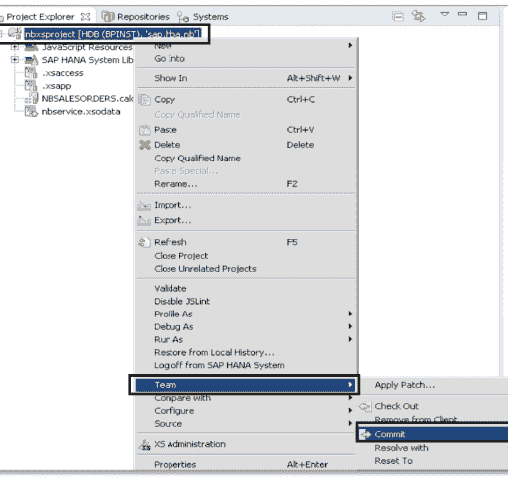 Project Explorer Repositories Systems
nbxsproject [HDB (BPINST), 'sap.tba.nb']
JavaScript Resources
SAP HANA System Lib
.xsaccess
.xsapp
NBSALESORDERS.calc
nbservice.xsodata
New
Go Into
Show In Alt+Shift+W
Copy Ctrl+C
Copy Qualified Name
Paste Ctrl+V
Delete Delete
Copy Qualified Name
Paste Special...
Rename... F2
Import...
Export...
Refresh F5
Close Project
Close Unrelated Projects
Validate
Disable JSLint
Profile As
Debug As
Run As
Restore from Local History...
Logoff from SAP HANA System
Team
Compare With
Configure
Source
XS Administration
Properties Alt+Enter
Apply Patch...
Check Out
Remove from Client
Commit
Resolve with
Reset To